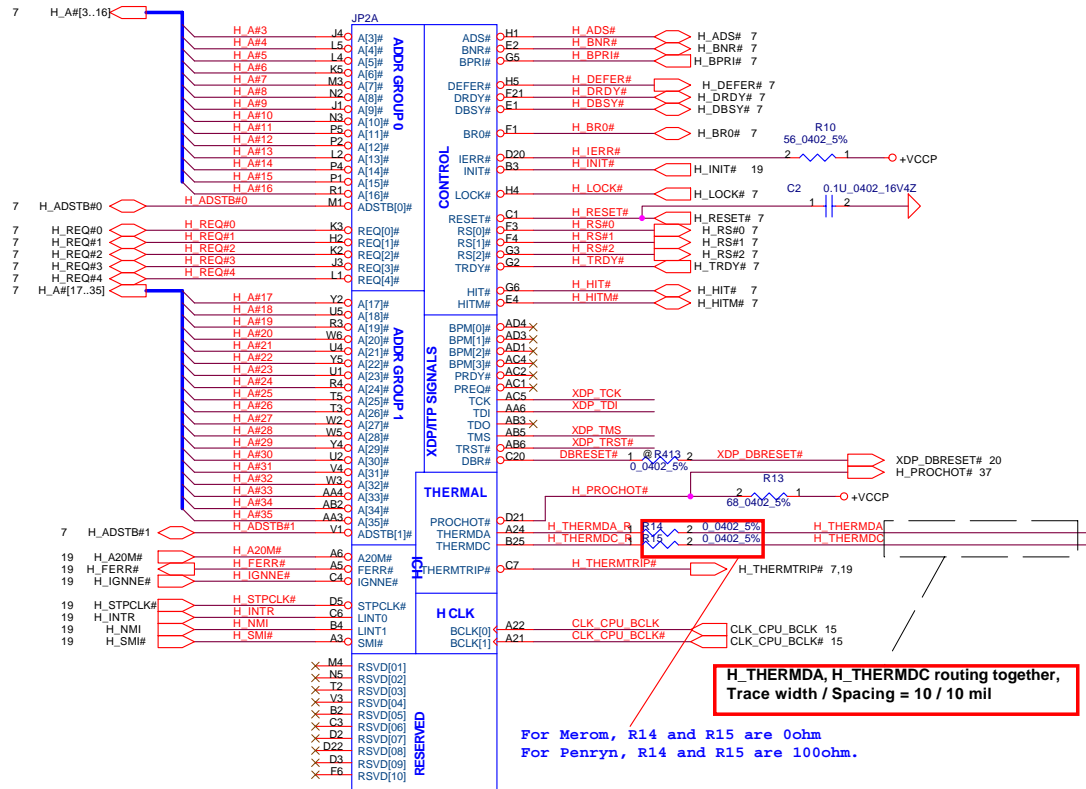 7 H_A#[3..16]
JP2A
H_A#3 J4 A[3]#
H_A#4 L5 A[4]#
H_A#5 L4 A[5]#
H_A#6 K5 A[6]#
H_A#7 M3 A[7]#
H_A#8 N2 A[8]#
H_A#9 J1 A[9]#
H_A#10 N3 A[10]#
H_A#11 P5 A[11]#
H_A#12 P2 A[12]#
H_A#13 L2 A[13]#
H_A#14 P4 A[14]#
H_A#15 P1 A[15]#
H_A#16 R1 A[16]#
7 H_ADSTB#0 H_ADSTB#0 M1 ADSTB[0]#
ADDR GROUP 0
7 H_REQ#0 H_REQ#0 K3 REQ[0]#
7 H_REQ#1 H_REQ#1 H2 REQ[1]#
7 H_REQ#2 H_REQ#2 K2 REQ[2]#
7 H_REQ#3 H_REQ#3 J3 REQ[3]#
7 H_REQ#4 H_REQ#4 L1 REQ[4]#
7 H_A#[17..35]
H_A#17 Y2 A[17]#
H_A#18 U5 A[18]#
H_A#19 R3 A[19]#
H_A#20 W6 A[20]#
H_A#21 U4 A[21]#
H_A#22 Y5 A[22]#
H_A#23 U1 A[23]#
H_A#24 R4 A[24]#
H_A#25 T5 A[25]#
H_A#26 T3 A[26]#
H_A#27 W2 A[27]#
H_A#28 W5 A[28]#
H_A#29 Y4 A[29]#
H_A#30 U2 A[30]#
H_A#31 V4 A[31]#
H_A#32 W3 A[32]#
H_A#33 AA4 A[33]#
H_A#34 AB2 A[34]#
H_A#35 AA3 A[35]#
7 H_ADSTB#1 H_ADSTB#1 V1 ADSTB[1]#
ADDR GROUP 1
19 H_A20M# H_A20M# A6 A20M#
19 H_FERR# H_FERR# A5 FERR#
19 H_IGNNE# H_IGNNE# C4 IGNNE#
ICH
19 H_STPCLK# H_STPCLK# D5 STPCLK#
19 H_INTR H_INTR C6 LINT0
19 H_NMI H_NMI B4 LINT1
19 H_SMI# H_SMI# A3 SMI#
M4 RSVD[01]
N5 RSVD[02]
T2 RSVD[03]
V3 RSVD[04]
B2 RSVD[05]
C3 RSVD[06]
D2 RSVD[07]
D22 RSVD[08]
D3 RSVD[09]
F6 RSVD[10]
RESERVED
CONTROL
ADS# H1 H_ADS# H_ADS# 7
BNR# E2 H_BNR# H_BNR# 7
BPRI# G5 H_BPRI# H_BPRI# 7
DEFER# H5 H_DEFER# H_DEFER# 7
DRDY# F21 H_DRDY# H_DRDY# 7
DBSY# E1 H_DBSY# H_DBSY# 7
BR0# F1 H_BR0# H_BR0# 7
R10
56_0402_5%
IERR# D20 H_IERR# 2 1 +VCCP
INIT# B3 H_INIT# H_INIT# 19
LOCK# H4 H_LOCK# H_LOCK# 7
C2 0.1U_0402_16V4Z
1 2
RESET# C1 H_RESET# H_RESET# 7
RS[0]# F3 H_RS#0 H_RS#0 7
RS[1]# F4 H_RS#1 H_RS#1 7
RS[2]# G3 H_RS#2 H_RS#2 7
TRDY# G2 H_TRDY# H_TRDY# 7
HIT# G6 H_HIT# H_HIT# 7
HITM# E4 H_HITM# H_HITM# 7
XDP/ITP SIGNALS
BPM[0]# AD4
BPM[1]# AD3
BPM[2]# AD1
BPM[3]# AC4
PRDY# AC2
PREQ# AC1
TCK AC5 XDP_TCK
TDI AA6 XDP_TDI
TDO AB3
TMS AB5 XDP_TMS
TRST# AB6 XDP_TRST#
DBR# C20 DBRESET# 1 @R413 2 XDP_DBRESET# XDP_DBRESET# 20
0_0402_5%
H_PROCHOT# 37
THERMAL
R13
H_PROCHOT# 2 1 +VCCP
68_0402_5%
PROCHOT# D21
THERMDA A24 H_THERMDA_R 1 R14 2 0_0402_5% H_THERMDA
THERMDC B25 H_THERMDC_R 1 R15 2 0_0402_5% H_THERMDC
THERMTRIP# C7 H_THERMTRIP# H_THERMTRIP# 7,19
H CLK
BCLK[0] A22 CLK_CPU_BCLK CLK_CPU_BCLK 15
BCLK[1] A21 CLK_CPU_BCLK# CLK_CPU_BCLK# 15
H_THERMDA, H_THERMDC routing together,
Trace width / Spacing = 10 / 10 mil
For Merom, R14 and R15 are 0ohm
For Penryn, R14 and R15 are 100ohm.